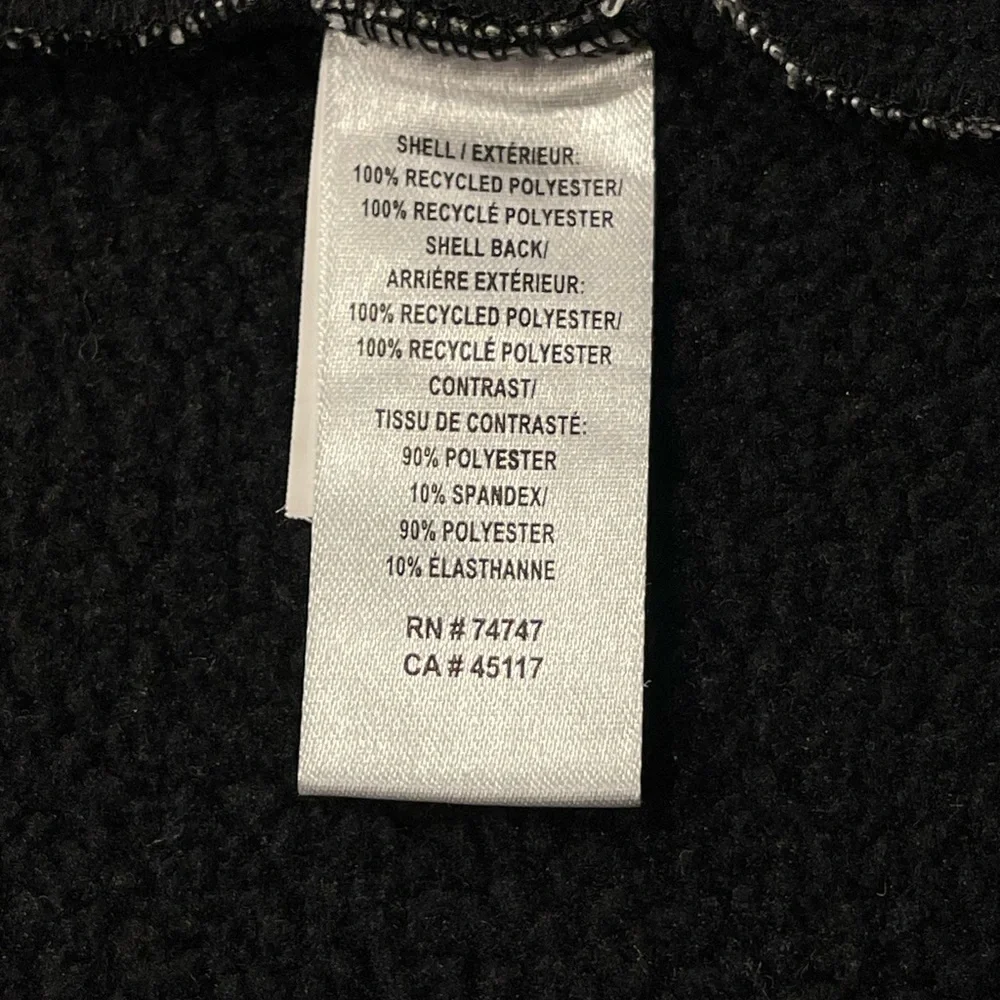 SHELL / EXTÉRIEUR:
100% RECYCLED POLYESTER/
100% RECYCLÉ POLYESTER
SHELL BACK/
ARRIÉRE EXTÉRIEUR:
100% RECYCLED POLYESTER/
100% RECYCLÉ POLYESTER
CONTRAST/
TISSU DE CONTRASTÉ:
90% POLYESTER
10% SPANDEX/
90% POLYESTER
10% ÉLASTHANNE
RN # 74747
CA # 45117